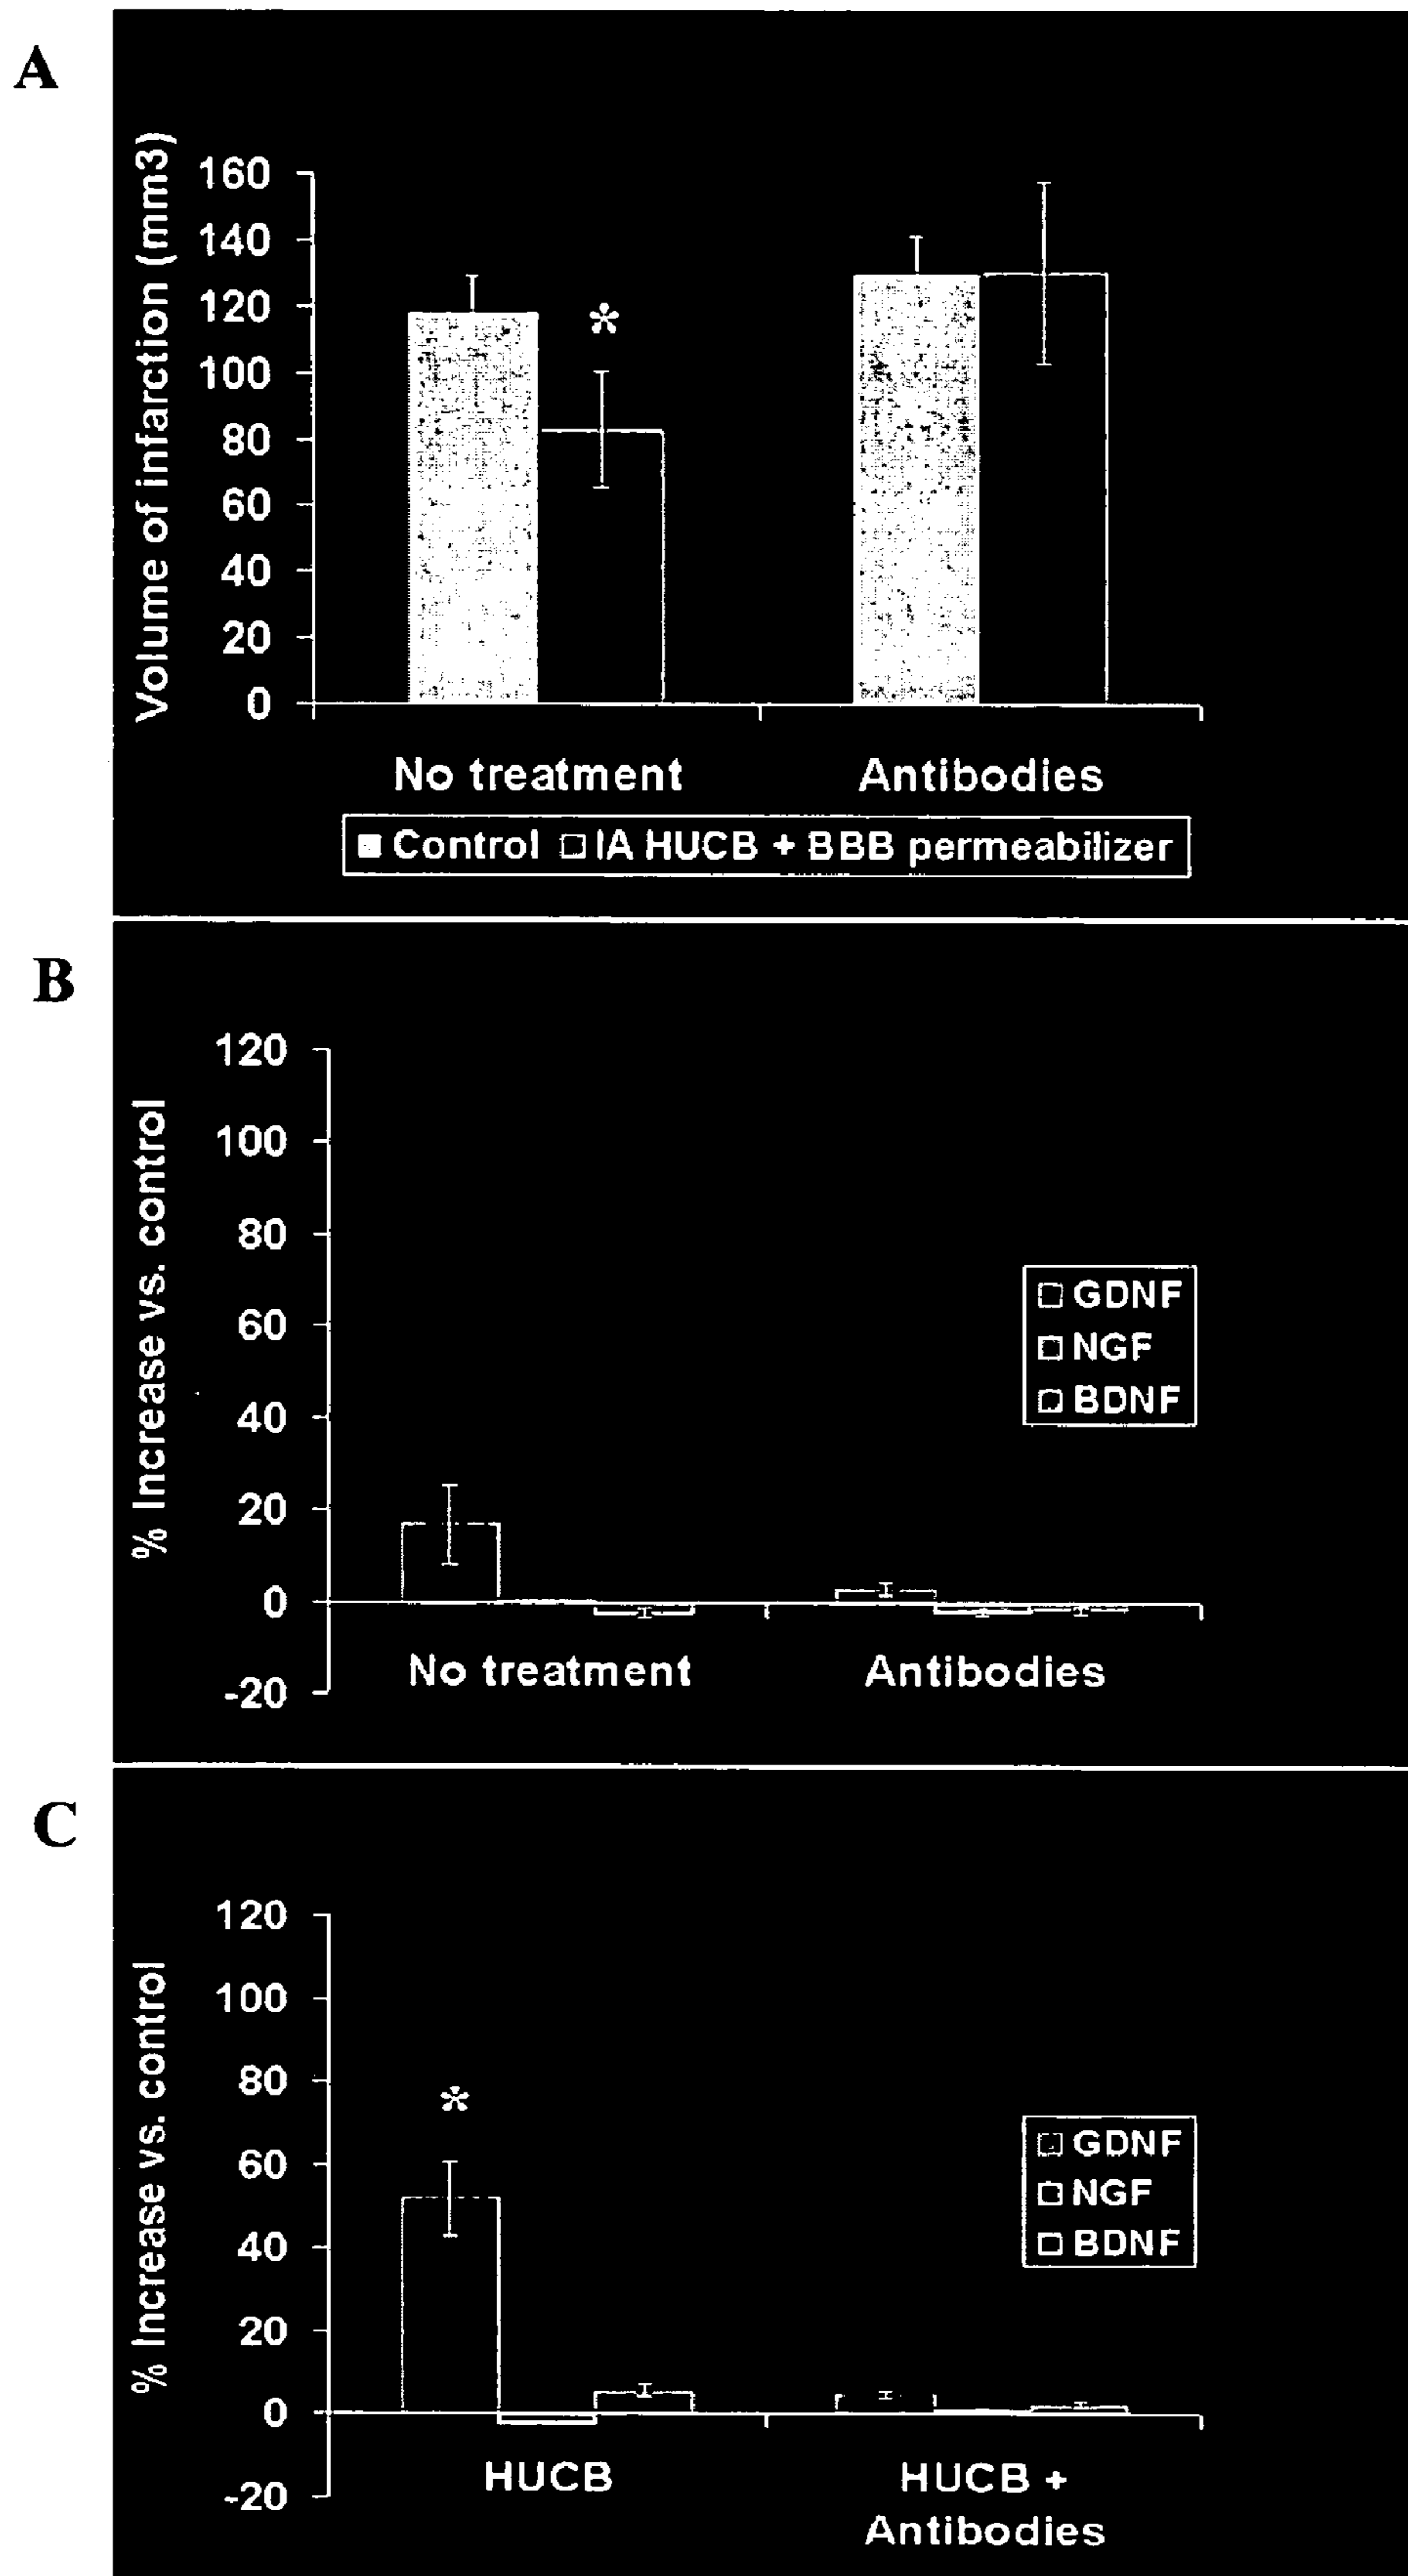 A
Volume of infarction (mm3)
160
140
120
100
80
60
40
20
0
*
No treatment
Antibodies
Control IA HUCB + BBB permeabilizer
B
% Increase vs. control
120
100
80
60
40
20
0
-20
GDNF
NGF
BDNF
No treatment
Antibodies
C
% Increase vs. control
120
100
80
60
40
20
0
-20
*
GDNF
NGF
BDNF
HUCB
HUCB +
Antibodies